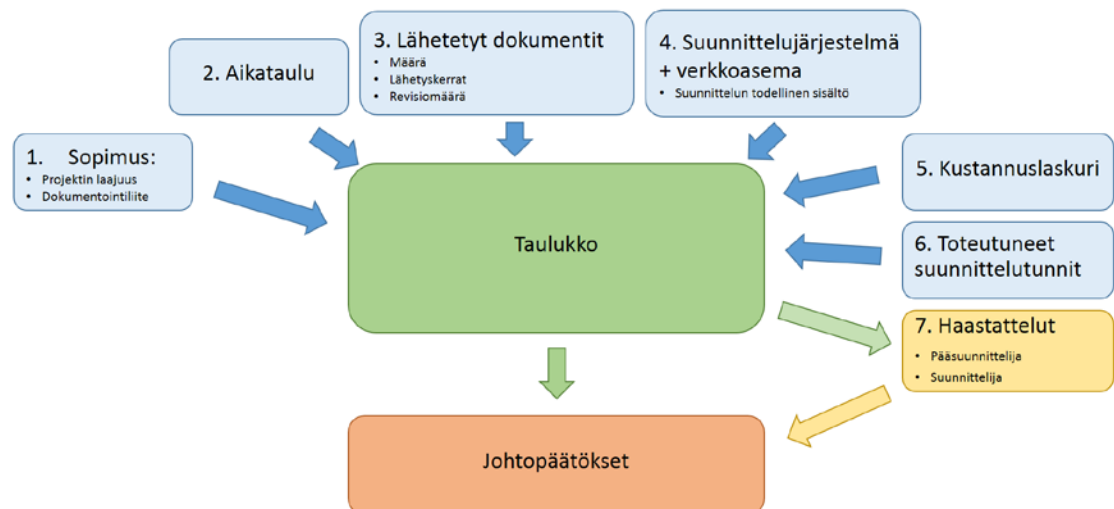 1. Sopimus:
• Projektin laajuus
• Dokumentointiliite
2. Aikataulu
3. Lähetetyt dokumentit
• Määrä
• Lähetyskerrat
• Revisiomäärä
4. Suunnittelujärjestelmä
+ verkkoasema
• Suunnittelun todellinen sisältö
5. Kustannuslaskuri
6. Toteutuneet
suunnittelutunnit
7. Haastattelut
• Pääsuunnittelija
• Suunnittelija
Taulukko
Johtopäätökset